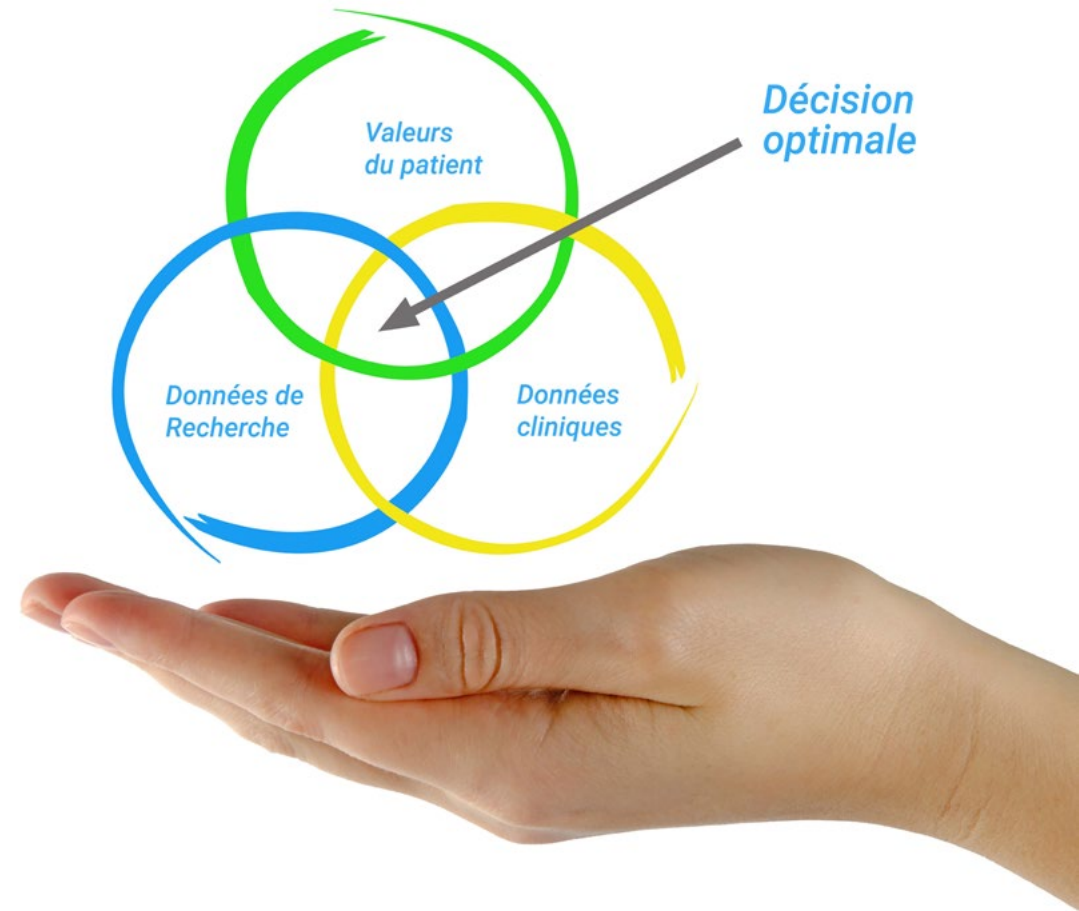 Valeurs
du patient
Décision
optimale
Données de
Recherche
Données
cliniques